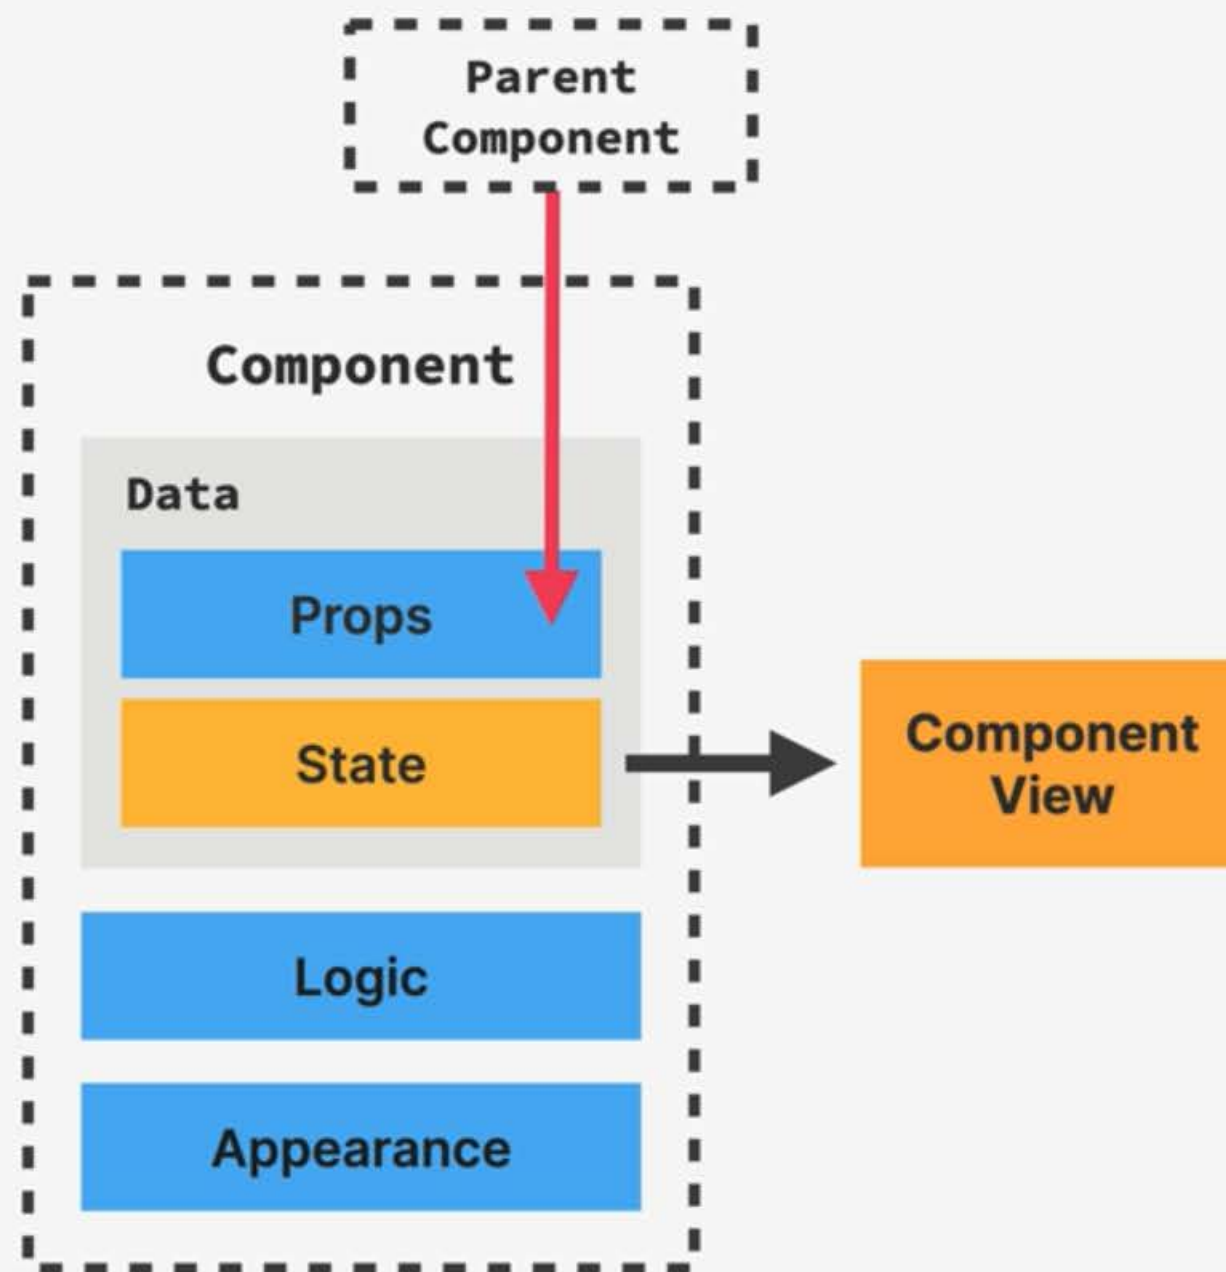 Parent
Component
Component
Data
Props
State
Component
View
Logic
Appearance